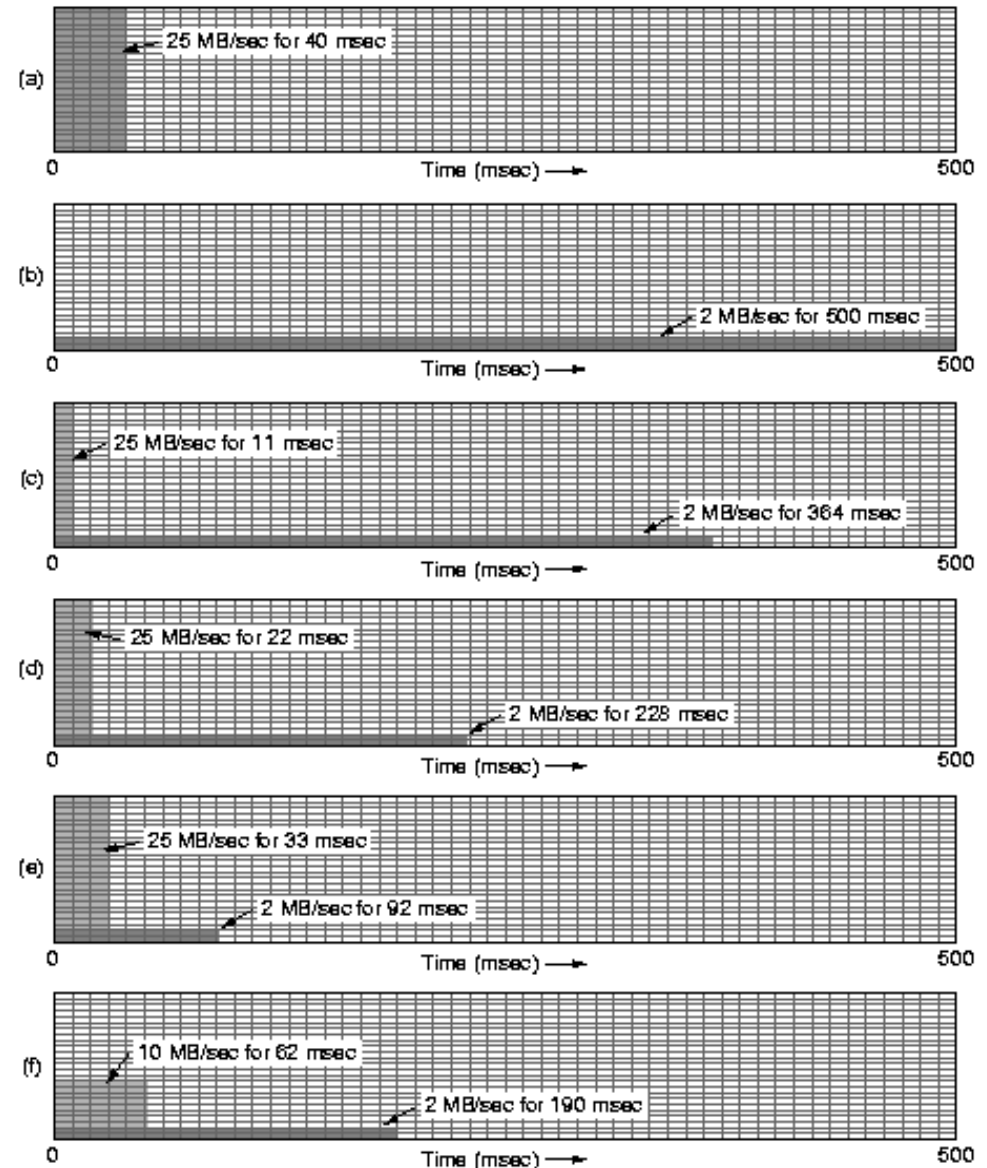 25 MB/sec for 40 msec
(a)
0 Time (msec) 500
2 MB/sec for 500 msec
(b)
0 Time (msec) 500
25 MB/sec for 11 msec
(c)
2 MB/sec for 364 msec
0 Time (msec) 500
25 MB/sec for 22 msec
(d)
2 MB/sec for 228 msec
0 Time (msec) 500
25 MB/sec for 33 msec
(e)
2 MB/sec for 92 msec
0 Time (msec) 500
10 MB/sec for 62 msec
(f)
2 MB/sec for 190 msec
0 Time (msec) 500